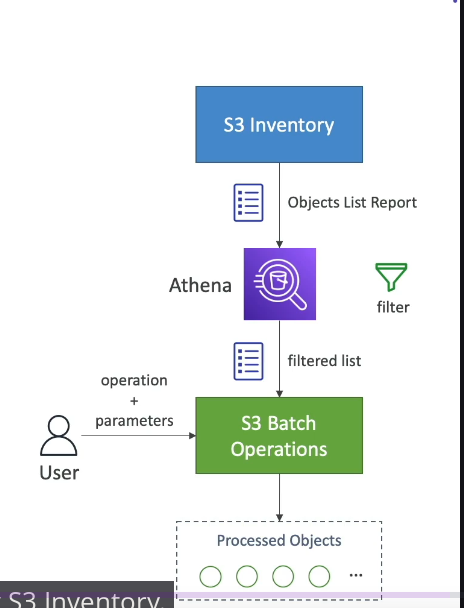 S3 Inventory
Objects List Report
Athena
filter
filtered list
operation
+
parameters
S3 Batch
Operations
User
Processed Objects
...
S3 Inventory.